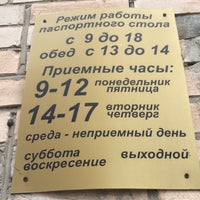 Режим работы
паспортного стола
с 9 до 18
обед с 13 до 14
Приемные часы:
9-12 понедельник
пятница
14-17 вторник
четверг
среда - неприемный день
суббота
воскресение выходной